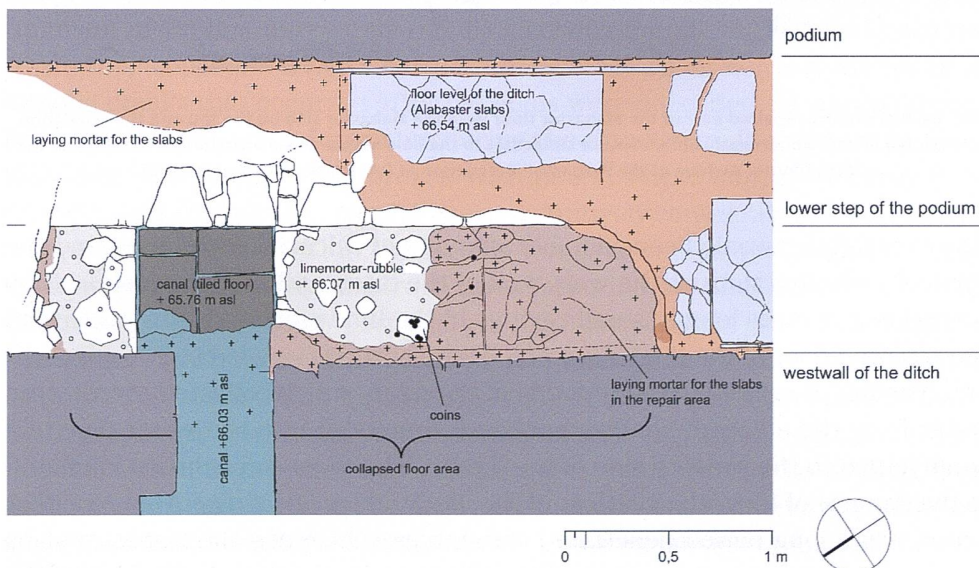 podium
floor level of the ditch
(Alabaster slabs)
+ 66,54 m asl
laying mortar for the slabs
lower step of the podium
limemortar-rubble
+ 66.07 m asl
canal (tiled floor)
+ 65.76 m asl
westwall of the ditch
laying mortar for the slabs
in the repair area
coins
canal +66.03 m asl
collapsed floor area
0
0,5
1 m